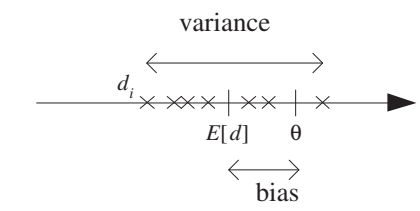 variance
d_i
E[d] θ
bias